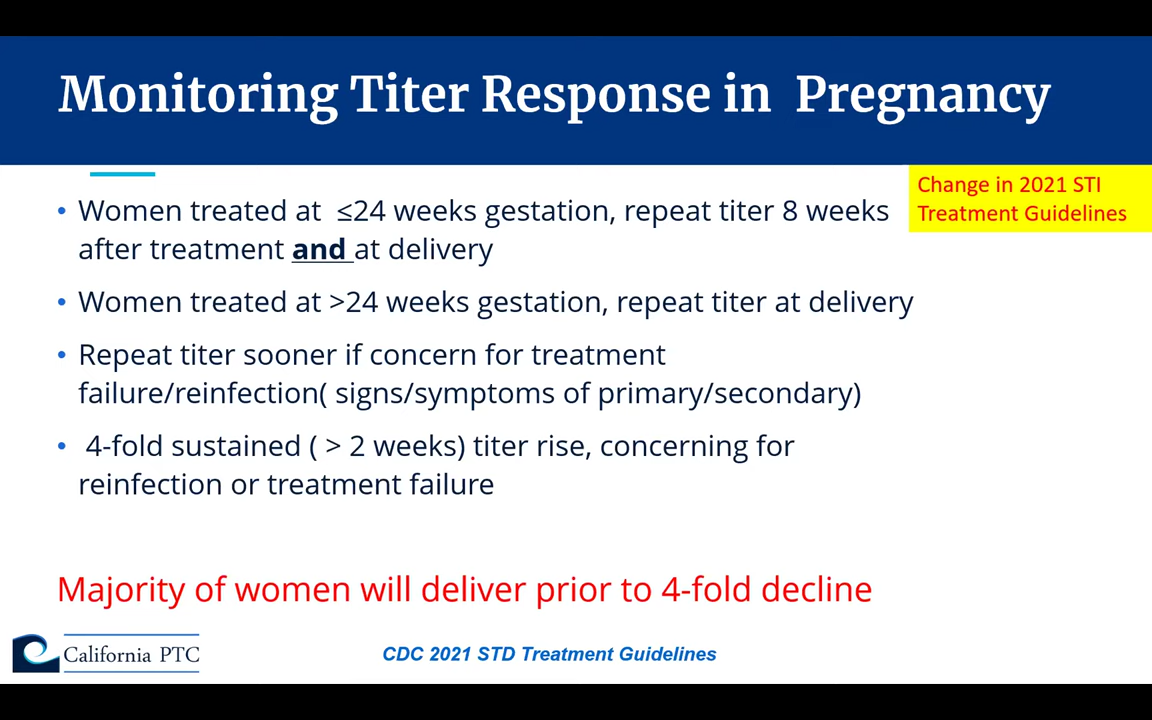 Monitoring Titer Response in Pregnancy
Change in 2021 STI
Treatment Guidelines
• Women treated at ≤24 weeks gestation, repeat titer 8 weeks
after treatment and at delivery
• Women treated at >24 weeks gestation, repeat titer at delivery
• Repeat titer sooner if concern for treatment
failure/reinfection( signs/symptoms of primary/secondary)
• 4-fold sustained ( > 2 weeks) titer rise, concerning for
reinfection or treatment failure
Majority of women will deliver prior to 4-fold decline
California PTC
CDC 2021 STD Treatment Guidelines